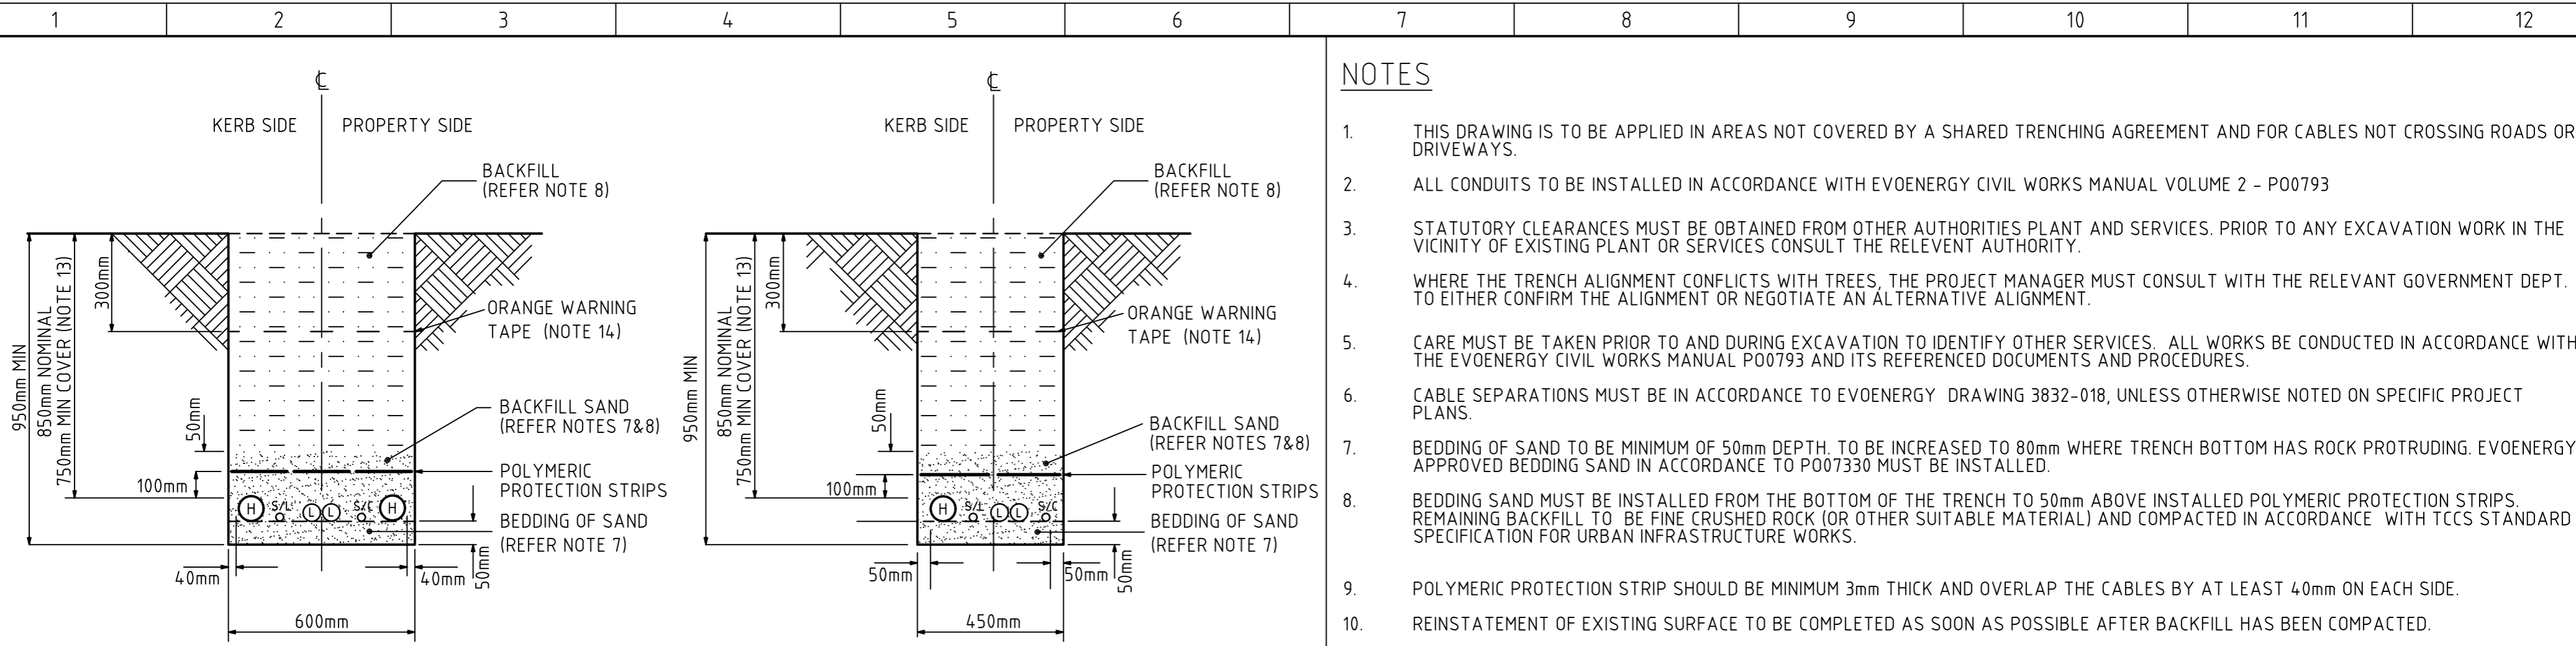 1 2 3 4 5 6 7 8 9 10 11 12
℄
KERB SIDE PROPERTY SIDE
BACKFILL
(REFER NOTE 8)
300mm
ORANGE WARNING
TAPE (NOTE 14)
950mm MIN
850mm NOMINAL
750mm MIN COVER (NOTE 13)
50mm
BACKFILL SAND
(REFER NOTES 7&8)
100mm
POLYMERIC
PROTECTION STRIPS
H S/L L L S/C H
BEDDING OF SAND
(REFER NOTE 7)
40mm 40mm 50mm
600mm
℄
KERB SIDE PROPERTY SIDE
BACKFILL
(REFER NOTE 8)
300mm
ORANGE WARNING
TAPE (NOTE 14)
950mm MIN
850mm NOMINAL
750mm MIN COVER (NOTE 13)
50mm
BACKFILL SAND
(REFER NOTES 7&8)
100mm
POLYMERIC
PROTECTION STRIPS
H S/L L L S/C
BEDDING OF SAND
(REFER NOTE 7)
50mm 50mm 50mm
450mm
NOTES
1. THIS DRAWING IS TO BE APPLIED IN AREAS NOT COVERED BY A SHARED TRENCHING AGREEMENT AND FOR CABLES NOT CROSSING ROADS OR
DRIVEWAYS.
2. ALL CONDUITS TO BE INSTALLED IN ACCORDANCE WITH EVOENERGY CIVIL WORKS MANUAL VOLUME 2 - PO0793
3. STATUTORY CLEARANCES MUST BE OBTAINED FROM OTHER AUTHORITIES PLANT AND SERVICES. PRIOR TO ANY EXCAVATION WORK IN THE
VICINITY OF EXISTING PLANT OR SERVICES CONSULT THE RELEVENT AUTHORITY.
4. WHERE THE TRENCH ALIGNMENT CONFLICTS WITH TREES, THE PROJECT MANAGER MUST CONSULT WITH THE RELEVANT GOVERNMENT DEPT.
TO EITHER CONFIRM THE ALIGNMENT OR NEGOTIATE AN ALTERNATIVE ALIGNMENT.
5. CARE MUST BE TAKEN PRIOR TO AND DURING EXCAVATION TO IDENTIFY OTHER SERVICES. ALL WORKS BE CONDUCTED IN ACCORDANCE WITH
THE EVOENERGY CIVIL WORKS MANUAL PO0793 AND ITS REFERENCED DOCUMENTS AND PROCEDURES.
6. CABLE SEPARATIONS MUST BE IN ACCORDANCE TO EVOENERGY DRAWING 3832-018, UNLESS OTHERWISE NOTED ON SPECIFIC PROJECT
PLANS.
7. BEDDING OF SAND TO BE MINIMUM OF 50mm DEPTH. TO BE INCREASED TO 80mm WHERE TRENCH BOTTOM HAS ROCK PROTRUDING. EVOENERGY
APPROVED BEDDING SAND IN ACCORDANCE TO PO07330 MUST BE INSTALLED.
8. BEDDING SAND MUST BE INSTALLED FROM THE BOTTOM OF THE TRENCH TO 50mm ABOVE INSTALLED POLYMERIC PROTECTION STRIPS.
REMAINING BACKFILL TO BE FINE CRUSHED ROCK (OR OTHER SUITABLE MATERIAL) AND COMPACTED IN ACCORDANCE WITH TCCS STANDARD
SPECIFICATION FOR URBAN INFRASTRUCTURE WORKS.
9. POLYMERIC PROTECTION STRIP SHOULD BE MINIMUM 3mm THICK AND OVERLAP THE CABLES BY AT LEAST 40mm ON EACH SIDE.
10. REINSTATEMENT OF EXISTING SURFACE TO BE COMPLETED AS SOON AS POSSIBLE AFTER BACKFILL HAS BEEN COMPACTED.